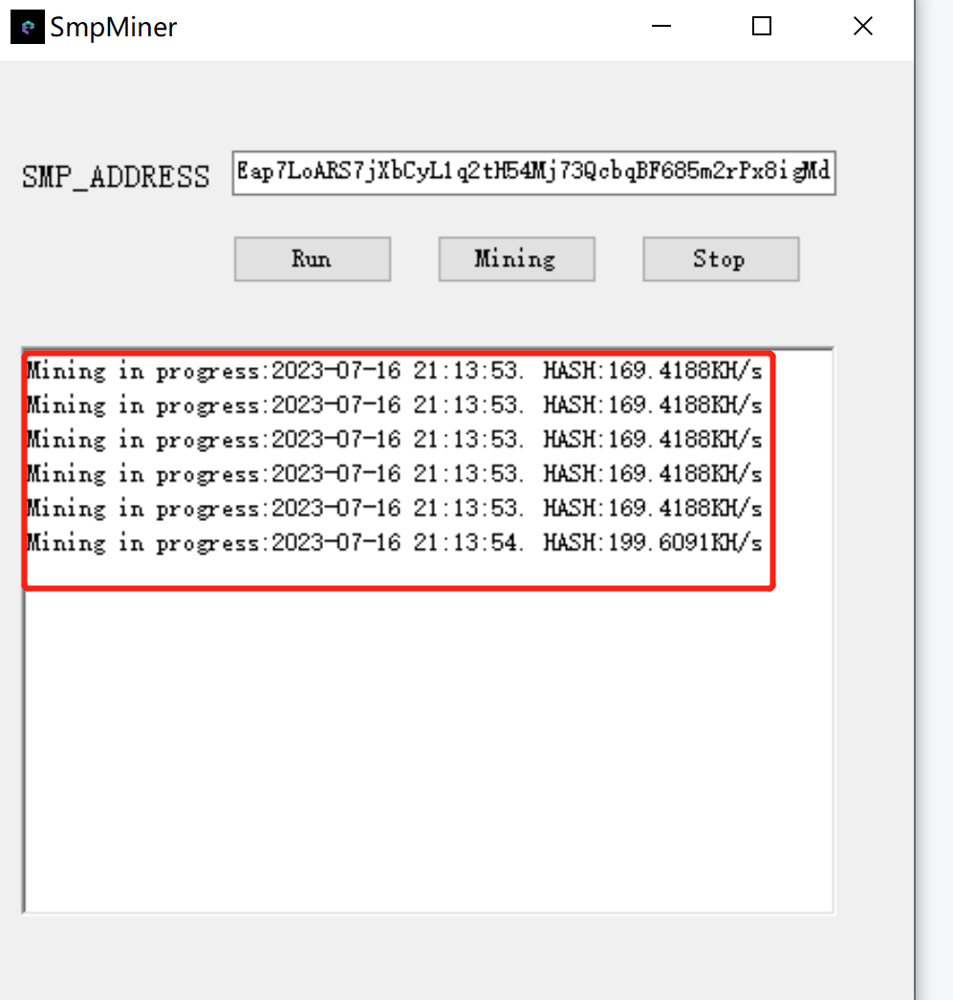 SmpMiner
SMP_ADDRESS Eap7LoARS7jXbCyL1q2tH54Mj73QcbqBF685m2rPx8igMd
Run Mining Stop
Mining in progress:2023-07-16 21:13:53. HASH:169.4188KH/s
Mining in progress:2023-07-16 21:13:53. HASH:169.4188KH/s
Mining in progress:2023-07-16 21:13:53. HASH:169.4188KH/s
Mining in progress:2023-07-16 21:13:53. HASH:169.4188KH/s
Mining in progress:2023-07-16 21:13:53. HASH:169.4188KH/s
Mining in progress:2023-07-16 21:13:54. HASH:199.6091KH/s